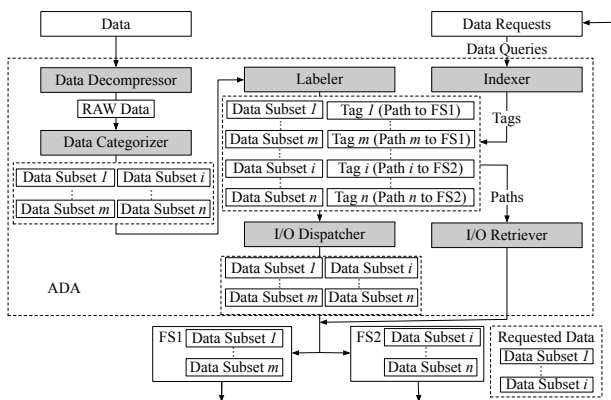 Data
Data Requests
Data Queries
Data Decompressor
Labeler
Indexer
RAW Data
Data Subset 1
Tag 1 (Path to FS1)
Tags
Data Categorizer
Data Subset m
Tag m (Path m to FS1)
Data Subset 1
Data Subset i
Data Subset i
Tag i (Path i to FS2)
Data Subset m
Data Subset n
Data Subset n
Tag n (Path n to FS2)
Paths
I/O Dispatcher
I/O Retriever
Data Subset 1
Data Subset i
ADA
Data Subset m
Data Subset n
FS1
Data Subset 1
Data Subset m
FS2
Data Subset i
Data Subset n
Requested Data
Data Subset 1
Data Subset i